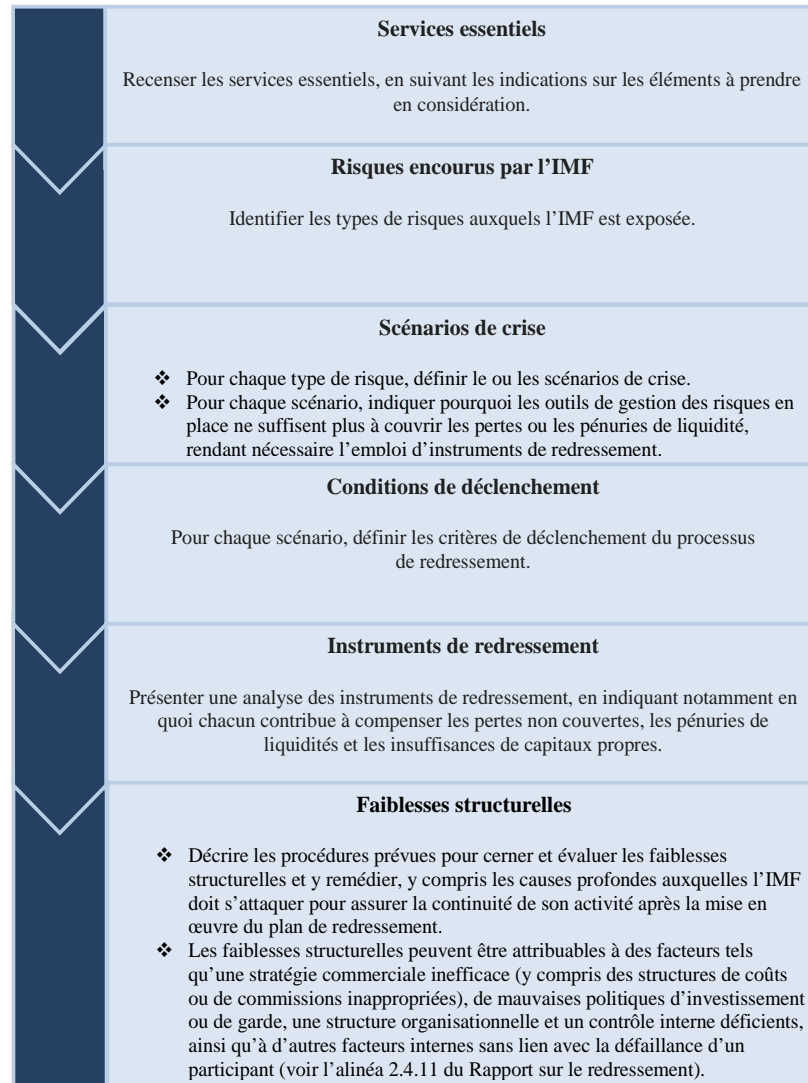 Services essentiels
Recenser les services essentiels, en suivant les indications sur les éléments à prendre
en considération.
Risques encourus par l’IMF
Identifier les types de risques auxquels l’IMF est exposée.
Scénarios de crise
❖ Pour chaque type de risque, définir le ou les scénarios de crise.
❖ Pour chaque scénario, indiquer pourquoi les outils de gestion des risques en
place ne suffisent plus à couvrir les pertes ou les pénuries de liquidité,
rendant nécessaire l’emploi d’instruments de redressement.
Conditions de déclenchement
Pour chaque scénario, définir les critères de déclenchement du processus
de redressement.
Instruments de redressement
Présenter une analyse des instruments de redressement, en indiquant notamment en
quoi chacun contribue à compenser les pertes non couvertes, les pénuries de
liquidités et les insuffisances de capitaux propres.
Faiblesses structurelles
❖ Décrire les procédures prévues pour cerner et évaluer les faiblesses
structurelles et y remédier, y compris les causes profondes auxquelles l’IMF
doit s’attaquer pour assurer la continuité de son activité après la mise en
œuvre du plan de redressement.
❖ Les faiblesses structurelles peuvent être attribuables à des facteurs tels
qu’une stratégie commerciale inefficace (y compris des structures de coûts
ou de commissions inappropriées), de mauvaises politiques d’investissement
ou de garde, une structure organisationnelle et un contrôle interne déficients,
ainsi qu’à d’autres facteurs internes sans lien avec la défaillance d’un
participant (voir l’alinéa 2.4.11 du Rapport sur le redressement).